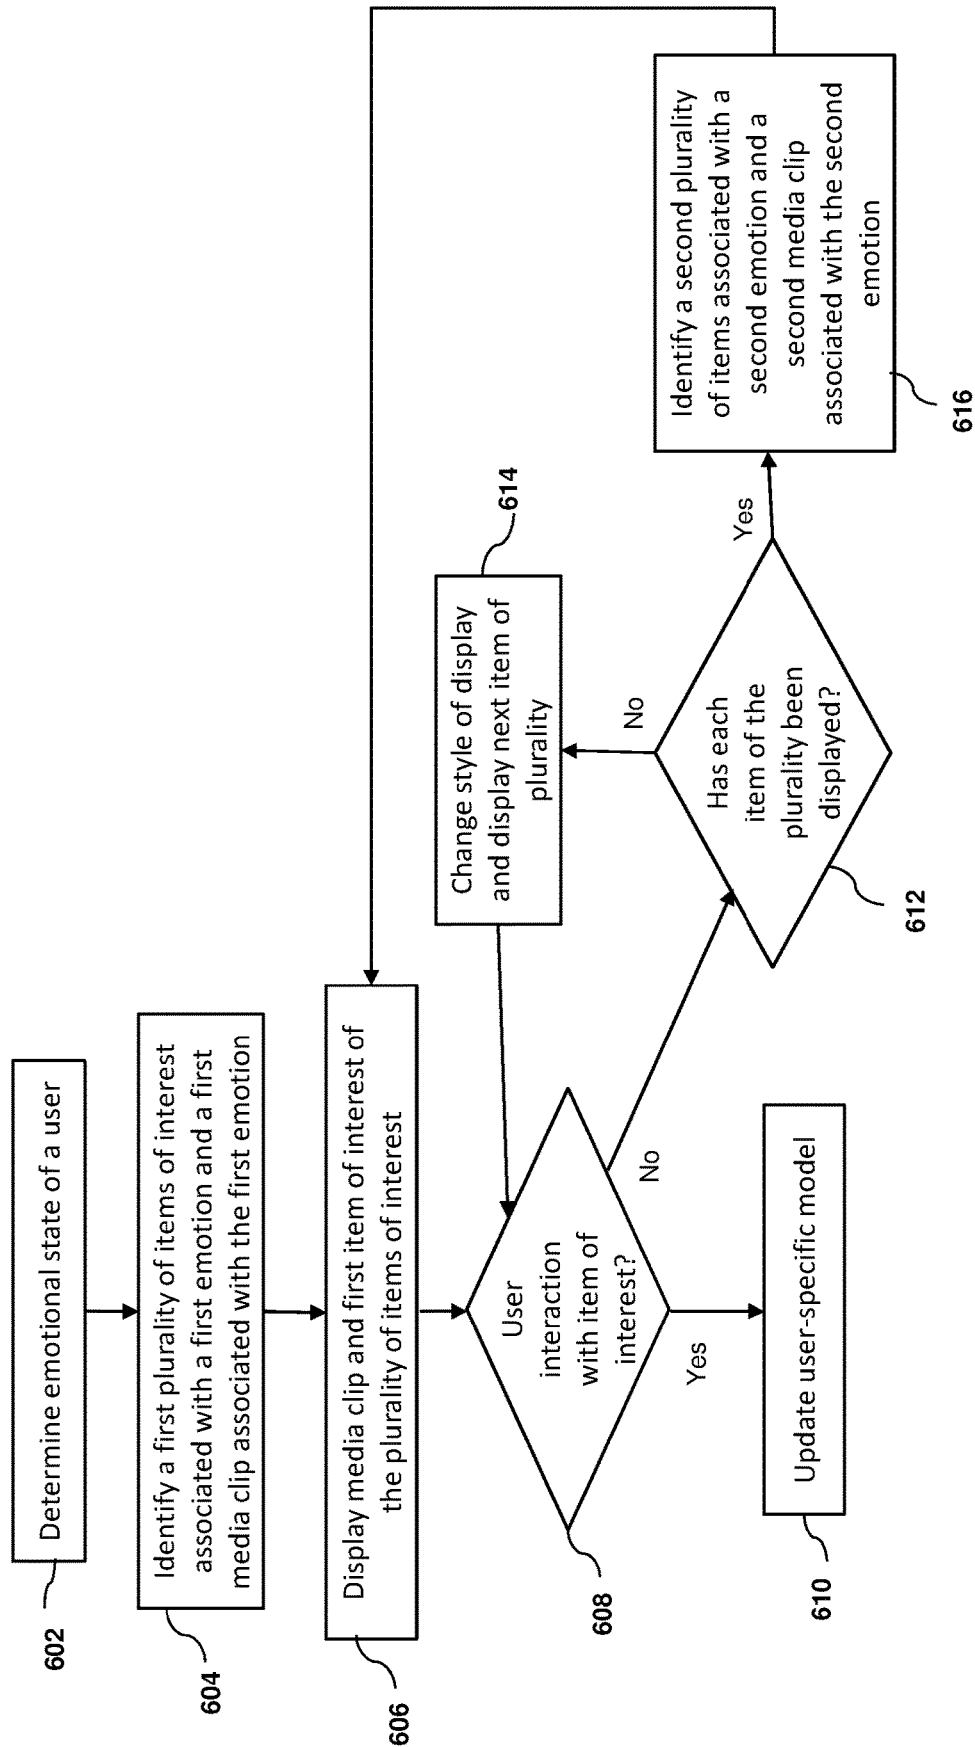 602
Determine emotional state of a user
604
Identify a first plurality of items of interest
associated with a first emotion and a first
media clip associated with the first emotion
606
Display media clip and first item of interest of
the plurality of items of interest
608
User
interaction
with item of
interest?
Yes
No
610
Update user-specific model
612
Has each
item of the
plurality been
displayed?
No
Yes
614
Change style of display
and display next item of
plurality
616
Identify a second plurality
of items associated with a
second emotion and a
second media clip
associated with the second
emotion